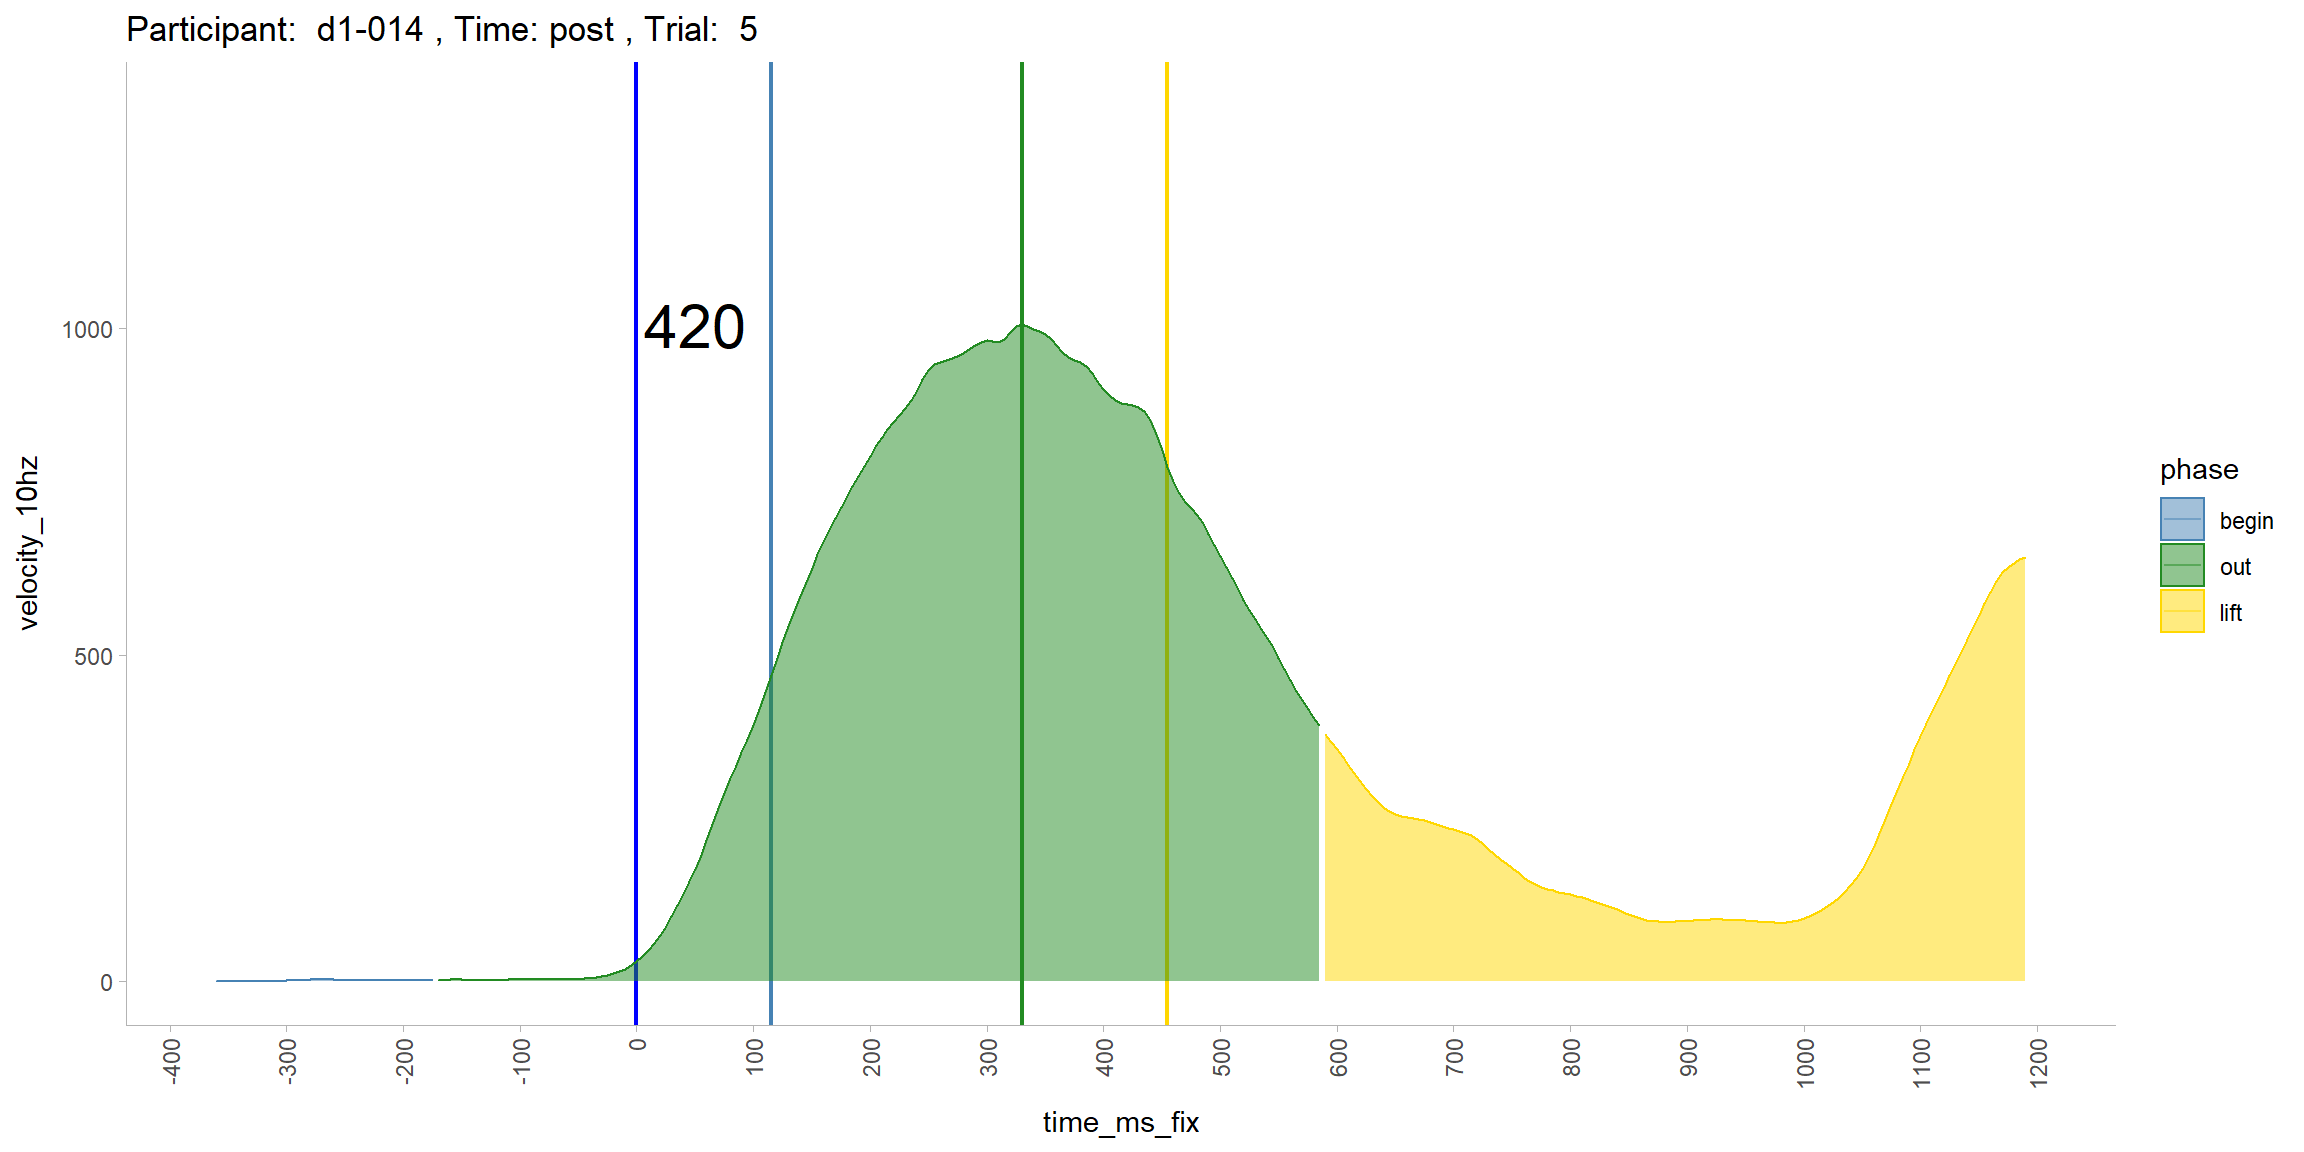 Participant:  d1-014 , Time: post , Trial:  5
420
1000
500
0
velocity_10hz
-400 -300 -200 -100 0 100 200 300 400 500 600 700 800 900 1000 1100 1200
time_ms_fix
phase
begin
out
lift